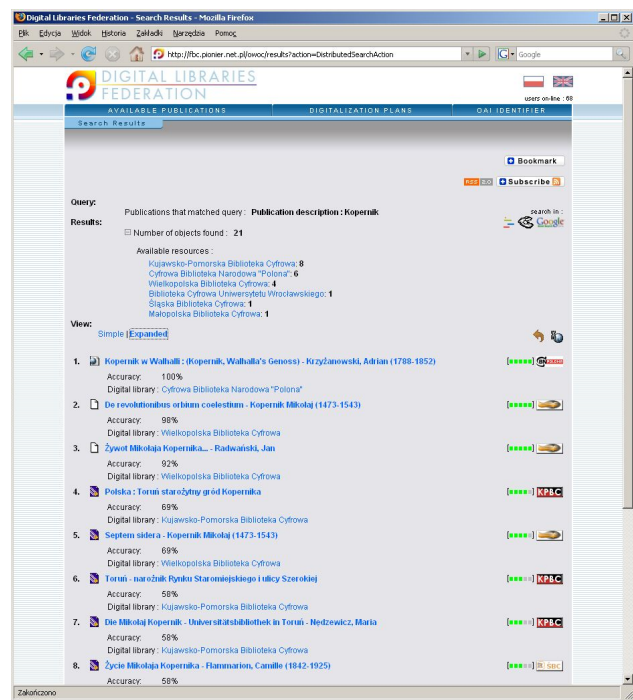 Digital Libraries Federation - Search Results - Mozilla Firefox
Plik Edycja Widok Historia Zakładki Narzędzia Pomoc
http://fbc.pionier.net.pl/owoc/results?action=DistributedSearchAction
Google
DIGITAL LIBRARIES
FEDERATION
users on-line : 68
AVAILABLE PUBLICATIONS DIGITALIZATION PLANS OAI IDENTIFIER
Search Results
Bookmark
RSS 2.0 Subscribe
Query:
Publications that matched query : Publication description : Kopernik
search in :
Results:
Google
Number of objects found : 21
Available resources :
Kujawsko-Pomorska Biblioteka Cyfrowa: 8
Cyfrowa Biblioteka Narodowa "Polona": 6
Wielkopolska Biblioteka Cyfrowa: 4
Biblioteka Cyfrowa Uniwersytetu Wrocławskiego: 1
Śląska Biblioteka Cyfrowa: 1
Małopolska Biblioteka Cyfrowa: 1
View:
Simple | Expanded
1. Kopernik w Walhalli : (Kopernik, Walhalla's Genoss) - Krzyżanowski, Adrian (1788-1852)
Accuracy: 100%
Digital library : Cyfrowa Biblioteka Narodowa "Polona"
2. De revolutionibus orbium coelestium - Kopernik Mikołaj (1473-1543)
Accuracy: 98%
Digital library : Wielkopolska Biblioteka Cyfrowa
3. Żywot Mikołaja Kopernika... - Radwański, Jan
Accuracy: 92%
Digital library : Wielkopolska Biblioteka Cyfrowa
4. Polska : Toruń starożytny gród Kopernika KPBC
Accuracy: 69%
Digital library : Kujawsko-Pomorska Biblioteka Cyfrowa
5. Septem sidera - Kopernik Mikołaj (1473-1543)
Accuracy: 69%
Digital library : Wielkopolska Biblioteka Cyfrowa
6. Toruń - narożnik Rynku Staromiejskiego i ulicy Szerokiej KPBC
Accuracy: 58%
Digital library : Kujawsko-Pomorska Biblioteka Cyfrowa
7. Die Mikołaj Kopernik - Universitätsbibliothek in Toruń - Nędzewicz, Maria KPBC
Accuracy: 58%
Digital library : Kujawsko-Pomorska Biblioteka Cyfrowa
8. Życie Mikołaja Kopernika - Flammarion, Camille (1842-1925)
Accuracy: 58%
Zakończono